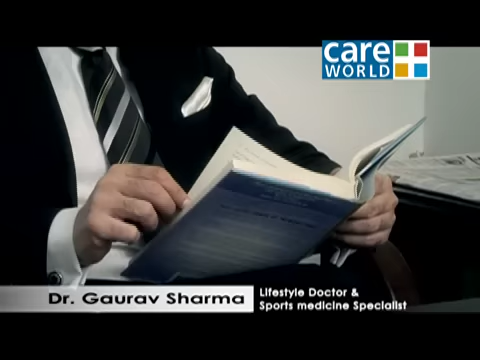 care
WORLD
Dr. Gaurav Sharma
Lifestyle Doctor &
Sports medicine Specialist